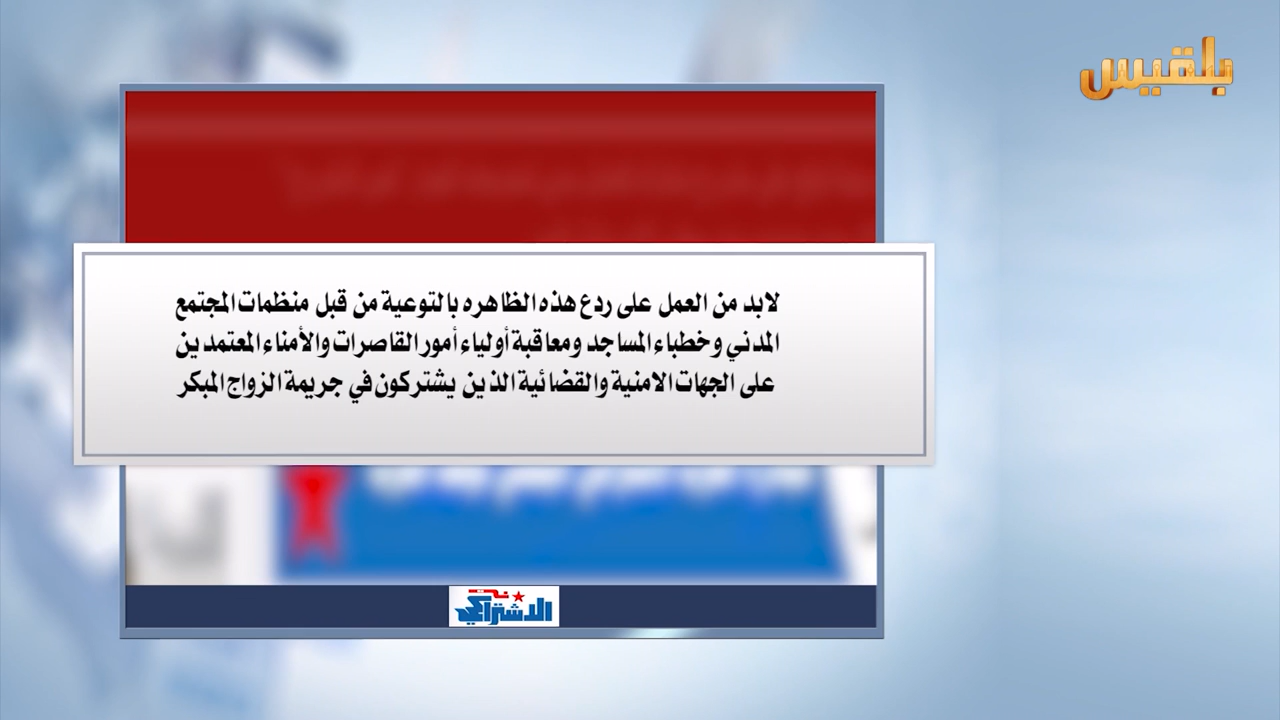 بلقيس
لابد من العمل على ردع هذه الظاهره بالتوعية من قبل منظمات المجتمع
المدني وخطباء المساجد ومعاقبة أولياء أمور القاصرات والأمناء المعتمدين
على الجهات الامنية والقضائية الذين يشتركون في جريمة الزواج المبكر
الاشتراكي نت